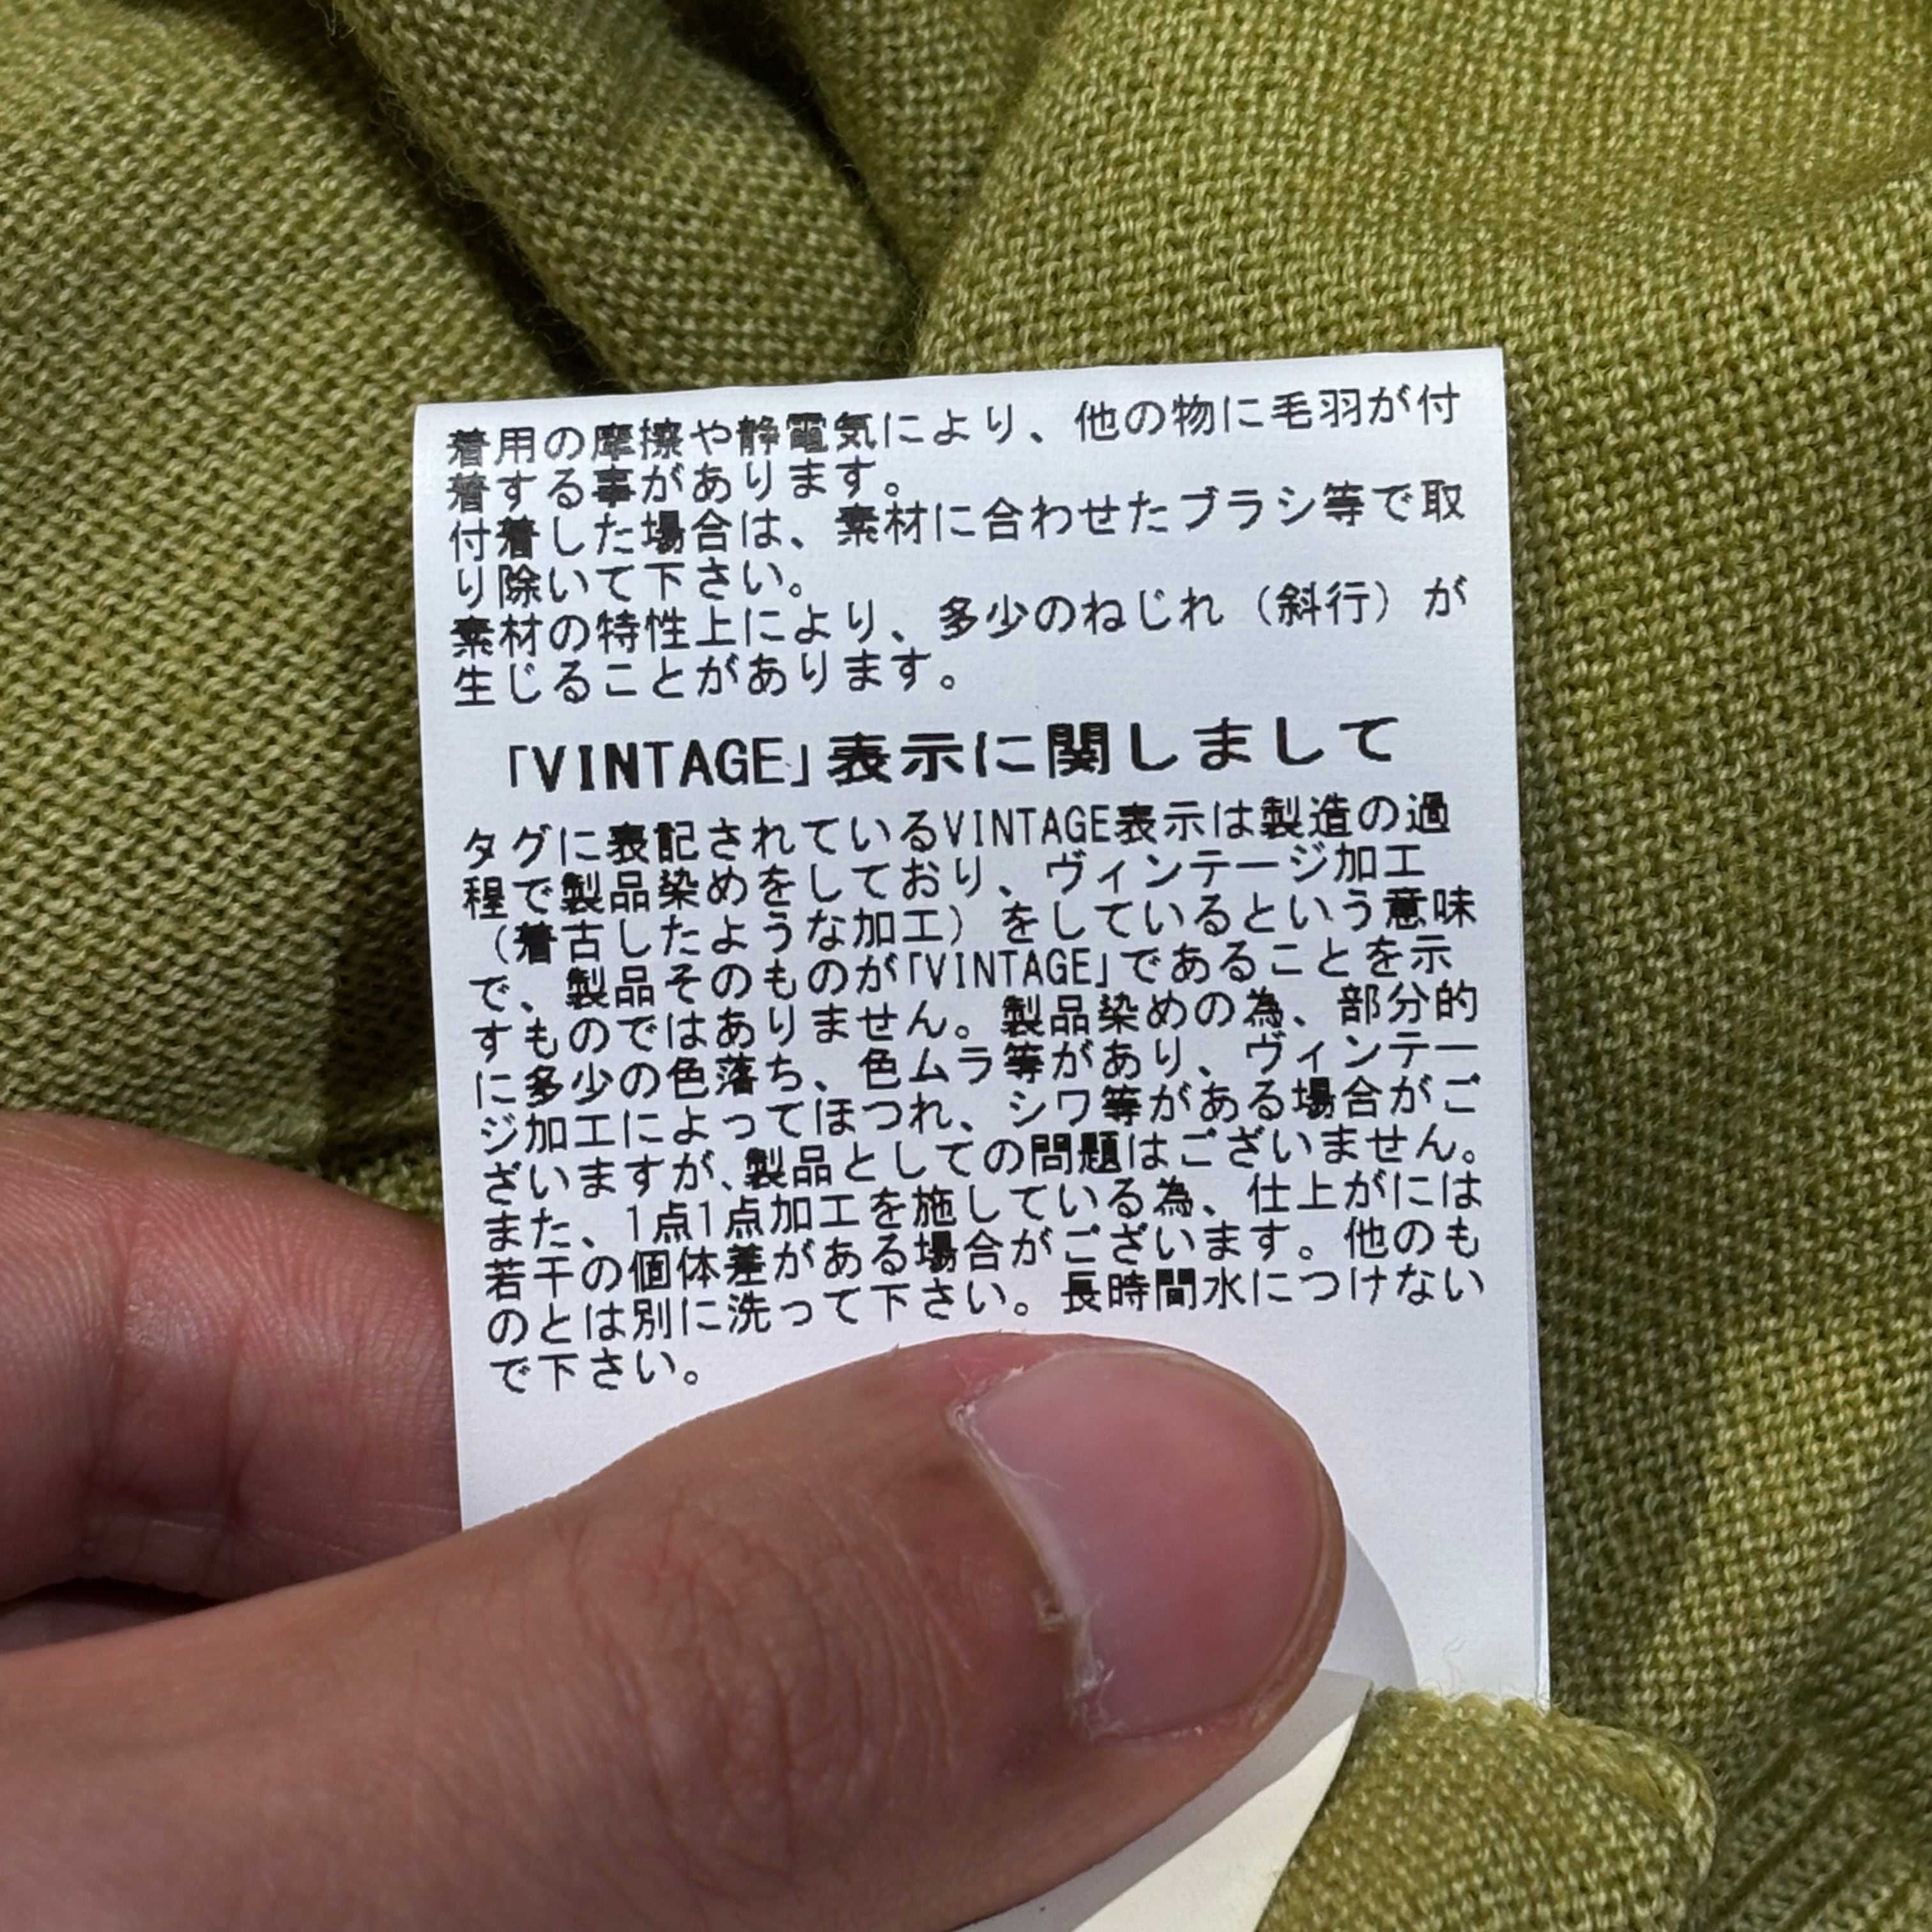 着用の摩擦や静電気により、他の物に毛羽が付
着する事があります。
付着した場合は、素材に合わせたブラシ等で取
り除いて下さい。
素材の特性上により、多少のねじれ（斜行）が
生じることがあります。
「VINTAGE」表示に関しまして
タグに表記されているVINTAGE表示は製造の過
程で製品染めをしており、ヴィンテージ加工
（着古したような加工）をしているという意味
で、製品そのものが「VINTAGE」であることを示
すものではありません。製品染めの為、部分的
に多少の色落ち、色ムラ等があり、ヴィンテー
ジ加工によってほつれ、シワ等がある場合がご
ざいますが、製品としての問題はございません。
また、1点1点加工を施している為、仕上がには
若干の個体差がある場合がございます。他のも
のとは別に洗って下さい。長時間水につけない
で下さい。